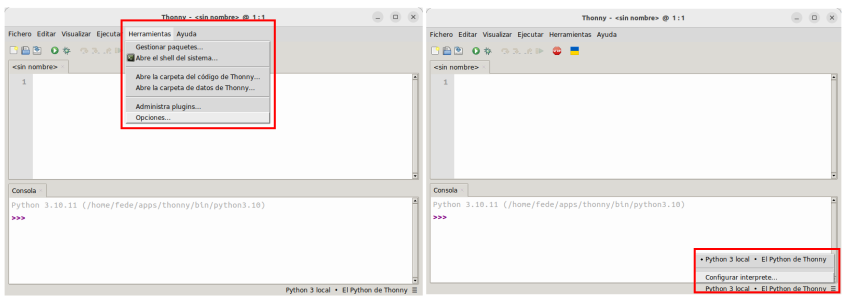 Thonny - <sin nombre> @ 1:1
Fichero Editar Visualizar Ejecutar Herramientas Ayuda
Gestionar paquetes...
Abre el shell del sistema...
Abre la carpeta del código de Thonny...
Abre la carpeta de datos de Thonny...
Administra plugins...
Opciones...
<sin nombre>
1
Consola
Python 3.10.11 (/home/fede/apps/thonny/bin/python3.10)
>>>
Python 3 local • El Python de Thonny ≡
Thonny - <sin nombre> @ 1:1
Fichero Editar Visualizar Ejecutar Herramientas Ayuda
<sin nombre>
1
Consola
Python 3.10.11 (/home/fede/apps/thonny/bin/python3.10)
>>>
• Python 3 local • El Python de Thonny
Configurar interprete...
Python 3 local • El Python de Thonny ≡